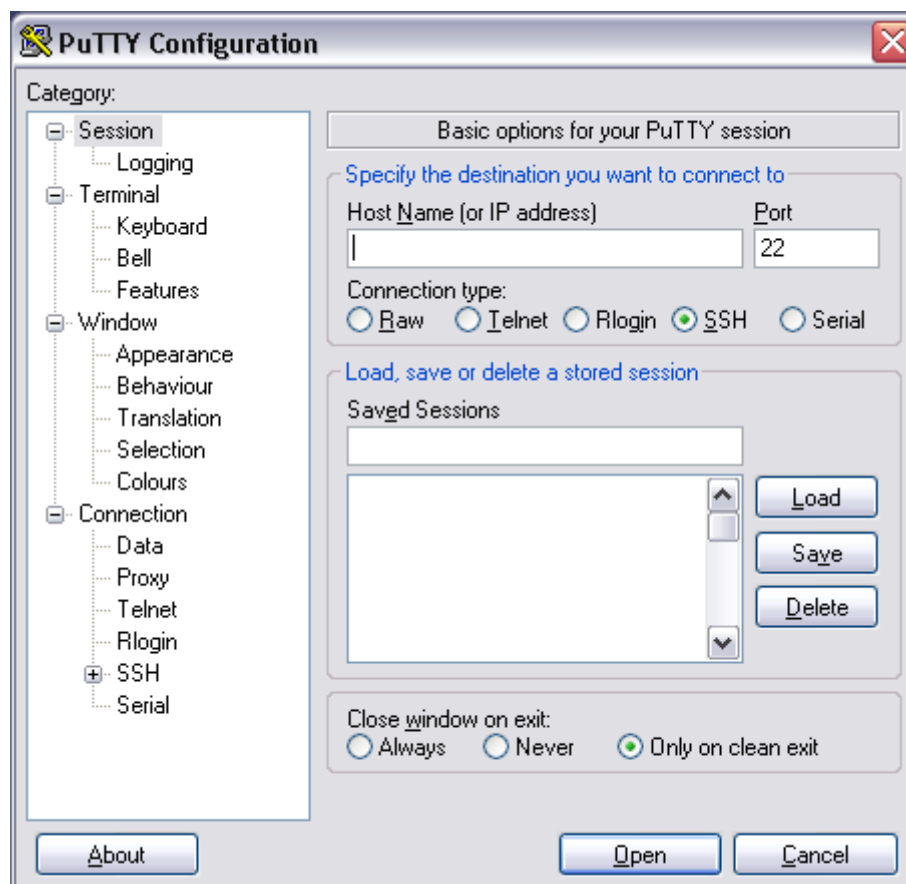 PuTTY Configuration
Category:
Session
Logging
Terminal
Keyboard
Bell
Features
Window
Appearance
Behaviour
Translation
Selection
Colours
Connection
Data
Proxy
Telnet
Rlogin
SSH
Serial
Basic options for your PuTTY session
Specify the destination you want to connect to
Host Name (or IP address) Port
22
Connection type:
Raw Telnet Rlogin SSH Serial
Load, save or delete a stored session
Saved Sessions
Load
Save
Delete
Close window on exit:
Always Never Only on clean exit
About Open Cancel